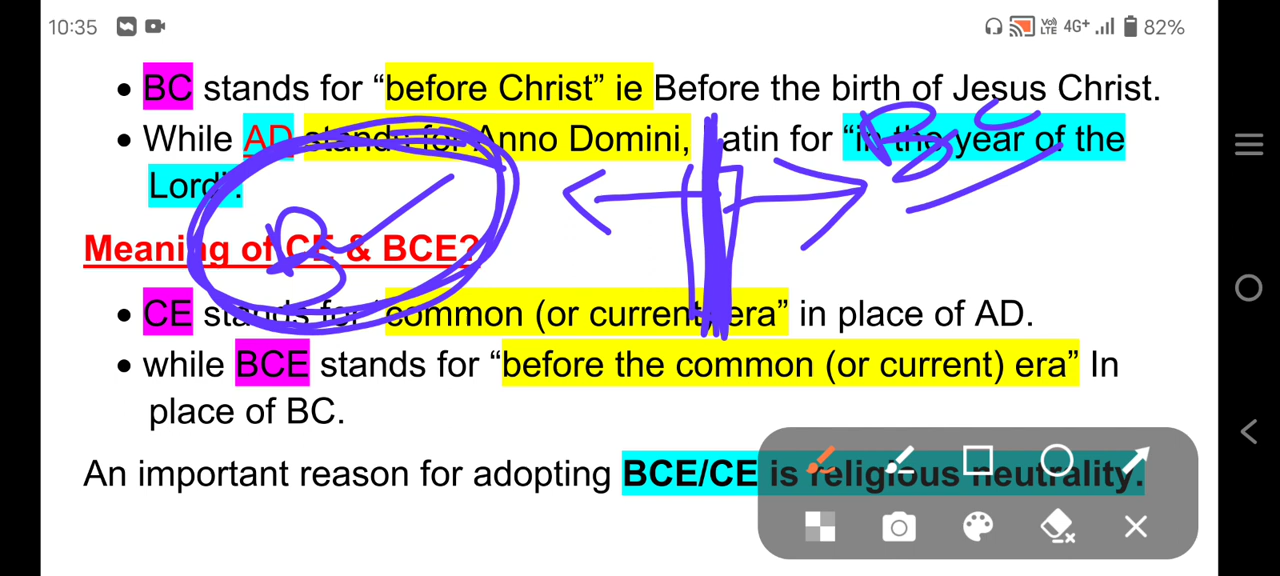 10:35 VoD LTE 4G+ 82%
• BC stands for “before Christ” ie Before the birth of Jesus Christ.
• While AD stands for Anno Domini, Latin for “in the year of the
Lord”.
BC
Meaning of CE & BCE?
• CE stands for “common (or current) era” in place of AD.
• while BCE stands for “before the common (or current) era” In
place of BC.
An important reason for adopting BCE/CE is religious neutrality.